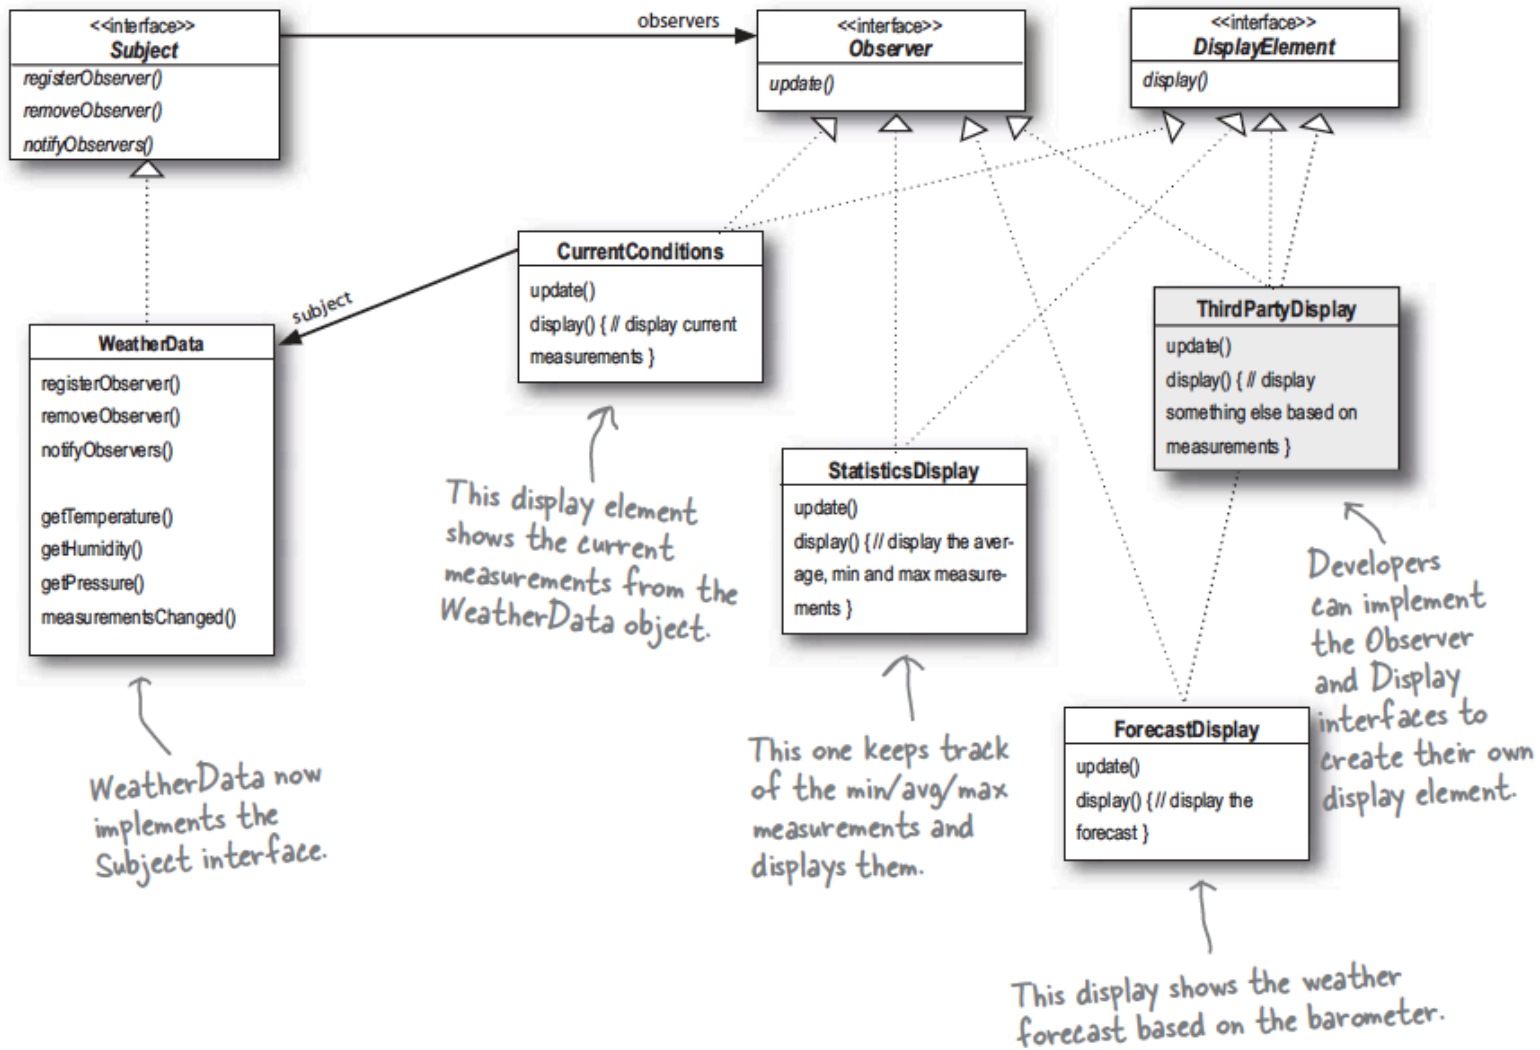 <<interface>>
Subject
registerObserver()
removeObserver()
notifyObservers()
observers
<<interface>>
Observer
update()
<<interface>>
DisplayElement
display()
CurrentConditions
update()
display() { // display current
measurements }
subject
WeatherData
registerObserver()
removeObserver()
notifyObservers()
getTemperature()
getHumidity()
getPressure()
measurementsChanged()
ThirdPartyDisplay
update()
display() { // display
something else based on
measurements }
StatisticsDisplay
update()
display() { // display the aver-
age, min and max measure-
ments }
This display element
shows the current
measurements from the
WeatherData object.
Developers
can implement
the Observer
and Display
interfaces to
create their own
display element.
ForecastDisplay
update()
display() { // display the
forecast }
WeatherData now
implements the
Subject interface.
This one keeps track
of the min/avg/max
measurements and
displays them.
This display shows the weather
forecast based on the barometer.